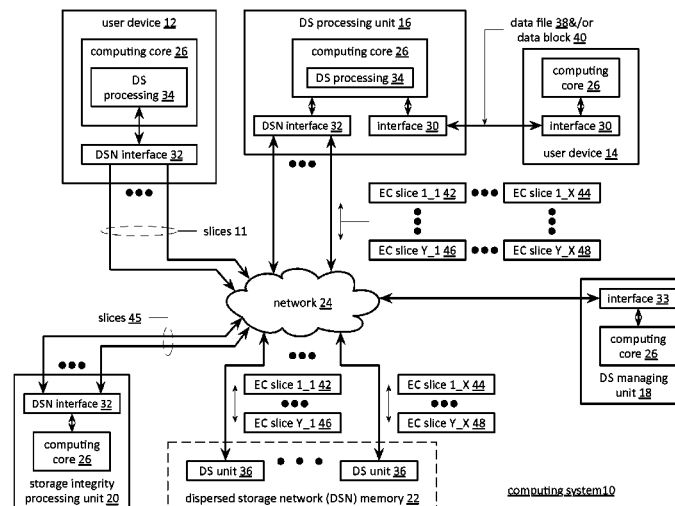 user device 12
computing core 26
DS
processing 34
DSN interface 32
DS processing unit 16
computing core 26
DS processing 34
DSN interface 32
interface 30
data file 38&/or
data block 40
computing
core 26
interface 30
user device 14
slices 11
EC slice 1_1 42
EC slice 1_X 44
EC slice Y_1 46
EC slice Y_X 48
network 24
slices 45
interface 33
computing
core 26
DS managing
unit 18
DSN interface 32
computing
core 26
storage integrity
processing unit 20
EC slice 1_1 42
EC slice Y_1 46
EC slice 1_X 44
EC slice Y_X 48
DS unit 36
DS unit 36
dispersed storage network (DSN) memory 22
computing system10